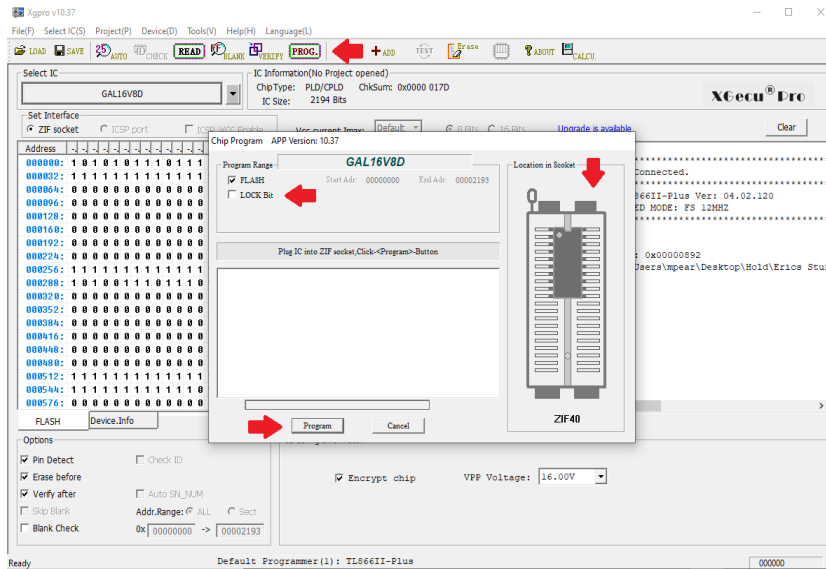 Xgpro v10.37
File(F) Select IC(S) Project(P) Device(D) Tools(V) Help(H) Language(L)
LOAD SAVE 2D AUTO CHECK READ BLANK VERIFY PROG. ADD TEST Erase ABOUT CALCU.
Select IC
GAL16V8D
IC Information(No Project opened)
ChipType: PLD/CPLD ChkSum: 0x0000 017D
IC Size: 2194 Bits
XGecu® Pro
Set Interface
ZIF socket ICSP port ICSP_VCC Enable Vcc current Imax: Default 8 Bits 16 Bits Upgrade is available Clear
Address
000000: 1 0 1 0 1 0 1 1 1 0 1 1 1
000032: 1 1 1 1 1 1 1 1 1 1 1 1 1
000064: 0 0 0 0 0 0 0 0 0 0 0 0 0
000096: 0 0 0 0 0 0 0 0 0 0 0 0 0
000128: 0 0 0 0 0 0 0 0 0 0 0 0 0
000160: 0 0 0 0 0 0 0 0 0 0 0 0 0
000192: 0 0 0 0 0 0 0 0 0 0 0 0 0
000224: 0 0 0 0 0 0 0 0 0 0 0 0 0
000256: 1 1 1 1 1 1 1 1 1 1 1 1 1
000288: 1 0 1 0 0 1 1 1 0 1 1 1 0
000320: 0 0 0 0 0 0 0 0 0 0 0 0 0
000352: 0 0 0 0 0 0 0 0 0 0 0 0 0
000384: 0 0 0 0 0 0 0 0 0 0 0 0 0
000416: 0 0 0 0 0 0 0 0 0 0 0 0 0
000448: 0 0 0 0 0 0 0 0 0 0 0 0 0
000480: 0 0 0 0 0 0 0 0 0 0 0 0 0
000512: 1 1 1 1 1 1 1 1 1 1 1 1 1
000544: 1 1 1 1 1 1 1 1 1 1 1 1 0
000576: 0 0 0 0 0 0 0 0 0 0 0 0 0
Chip Program APP Version: 10.37
Program Range
GAL16V8D
FLASH Start Adr: 00000000 End Adr: 00002193
LOCK Bit
Plug IC into ZIF socket,Click-<Program>-Button
Program Cancel
Location in Scoket
ZIF40
Connected.
866II-Plus Ver: 04.02.120
ED MODE: FS 12MHZ
: 0x00000892
Users\mpear\Desktop\Hold\Erics Stu
FLASH Device.Info
Options
Pin Detect Check ID
Erase before
Verify after Auto SN_NUM
Skip Blank Addr.Range: ALL Sect
Blank Check 0x 00000000 -> 00002193
Encrypt chip VPP Voltage: 16.00V
Ready Default Programmer(1): TL866II-Plus 000000